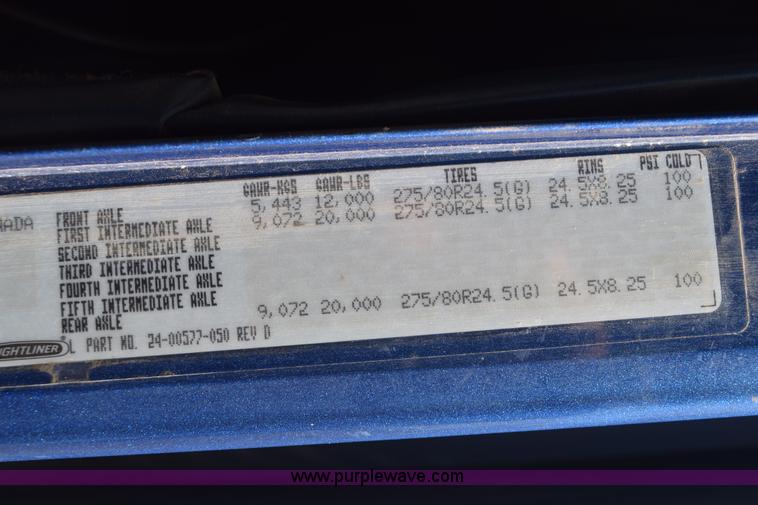 GAWR-KGS GAWR-LBS TIRES RIMS PSI COLD
NADA FRONT AXLE 5,443 12,000 275/80R24.5(G) 24.5X8.25 100
FIRST INTERMEDIATE AXLE 9,072 20,000 275/80R24.5(G) 24.5X8.25 100
SECOND INTERMEDIATE AXLE
THIRD INTERMEDIATE AXLE
FOURTH INTERMEDIATE AXLE
FIFTH INTERMEDIATE AXLE
REAR AXLE 9,072 20,000 275/80R24.5(G) 24.5X8.25 100
IGHTLINER L PART NO. 24-00577-050 REV D
www.purplewave.com